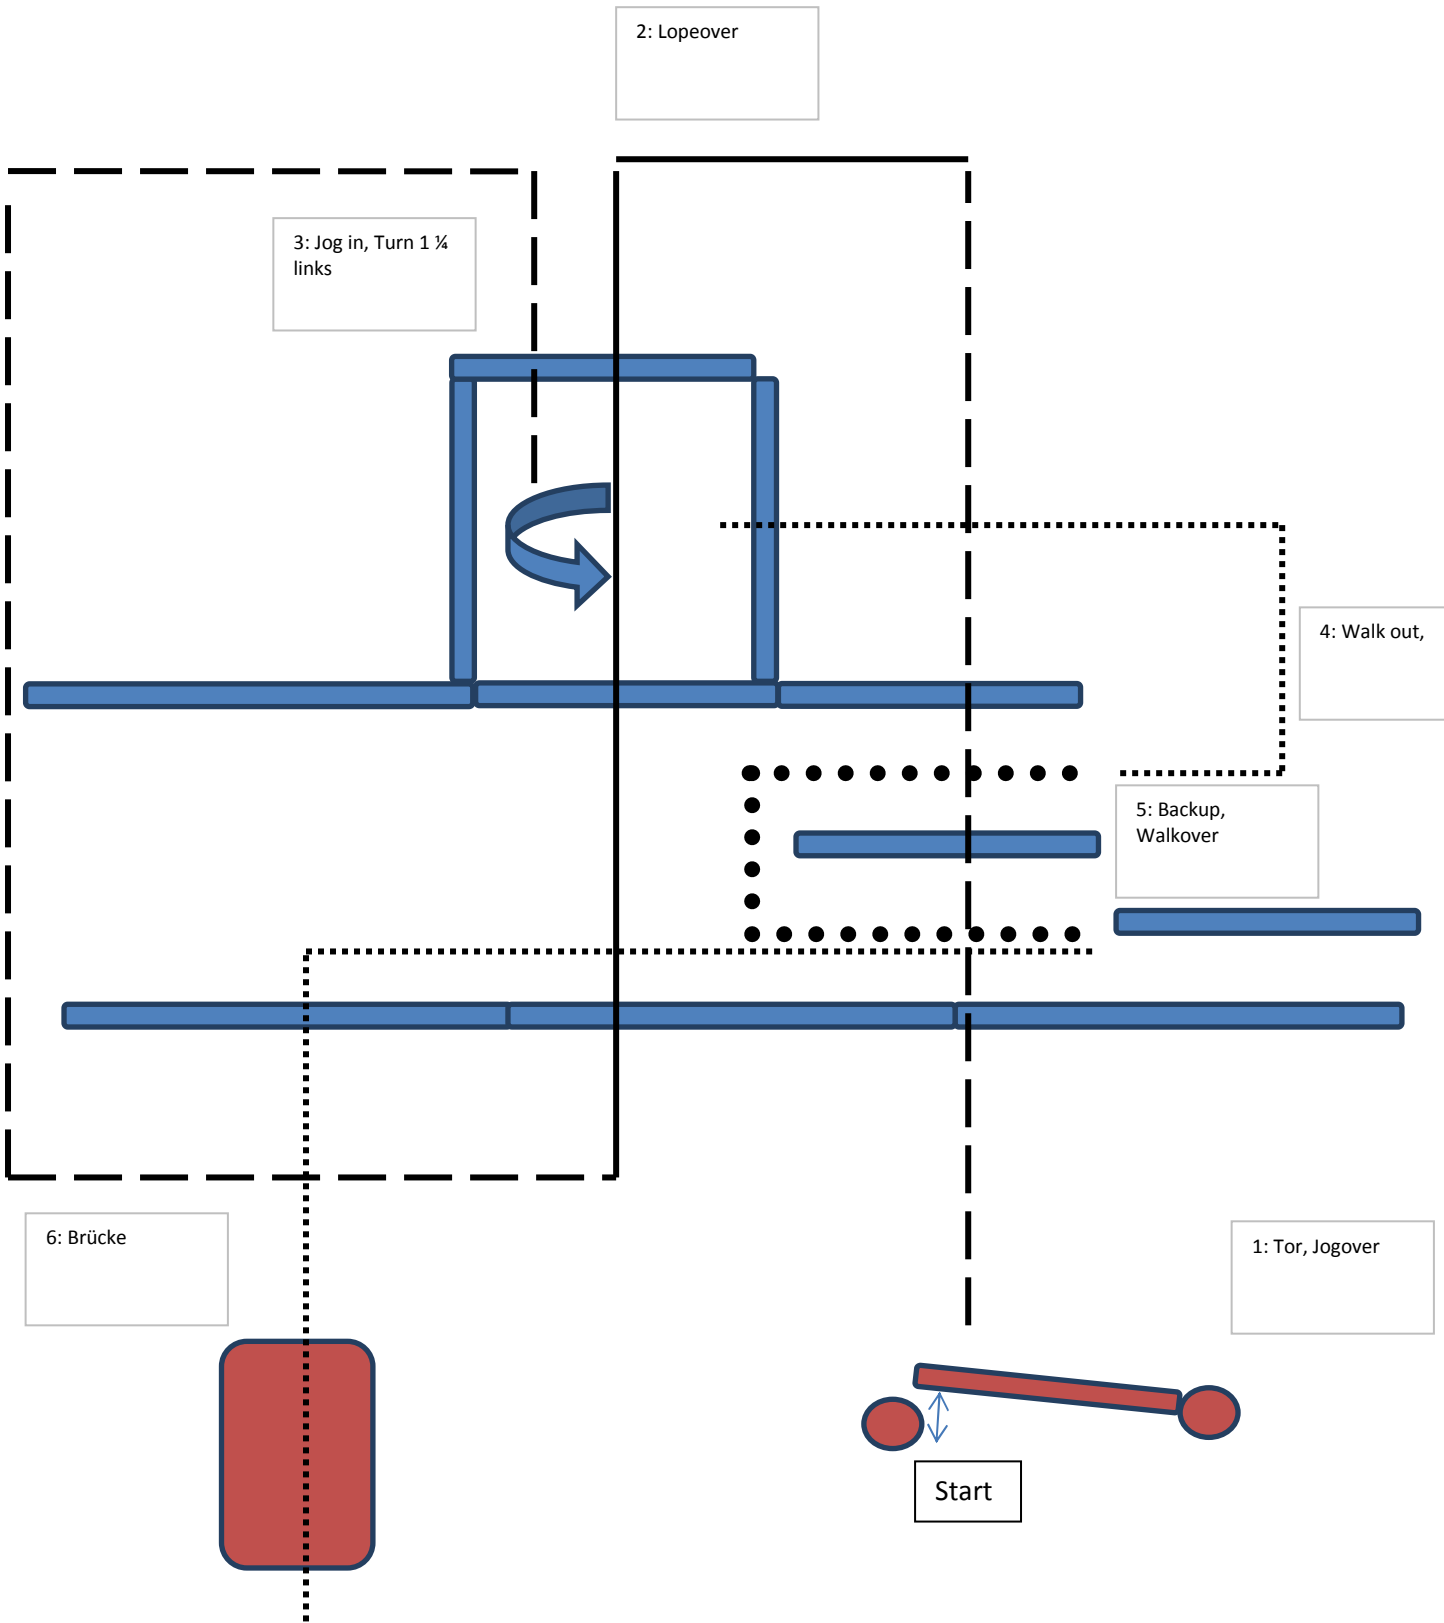 2: Lopeover
3: Jog in, Turn 1 ¼
links
4: Walk out,
5: Backup,
Walkover
6: Brücke
1: Tor, Jogover
Start